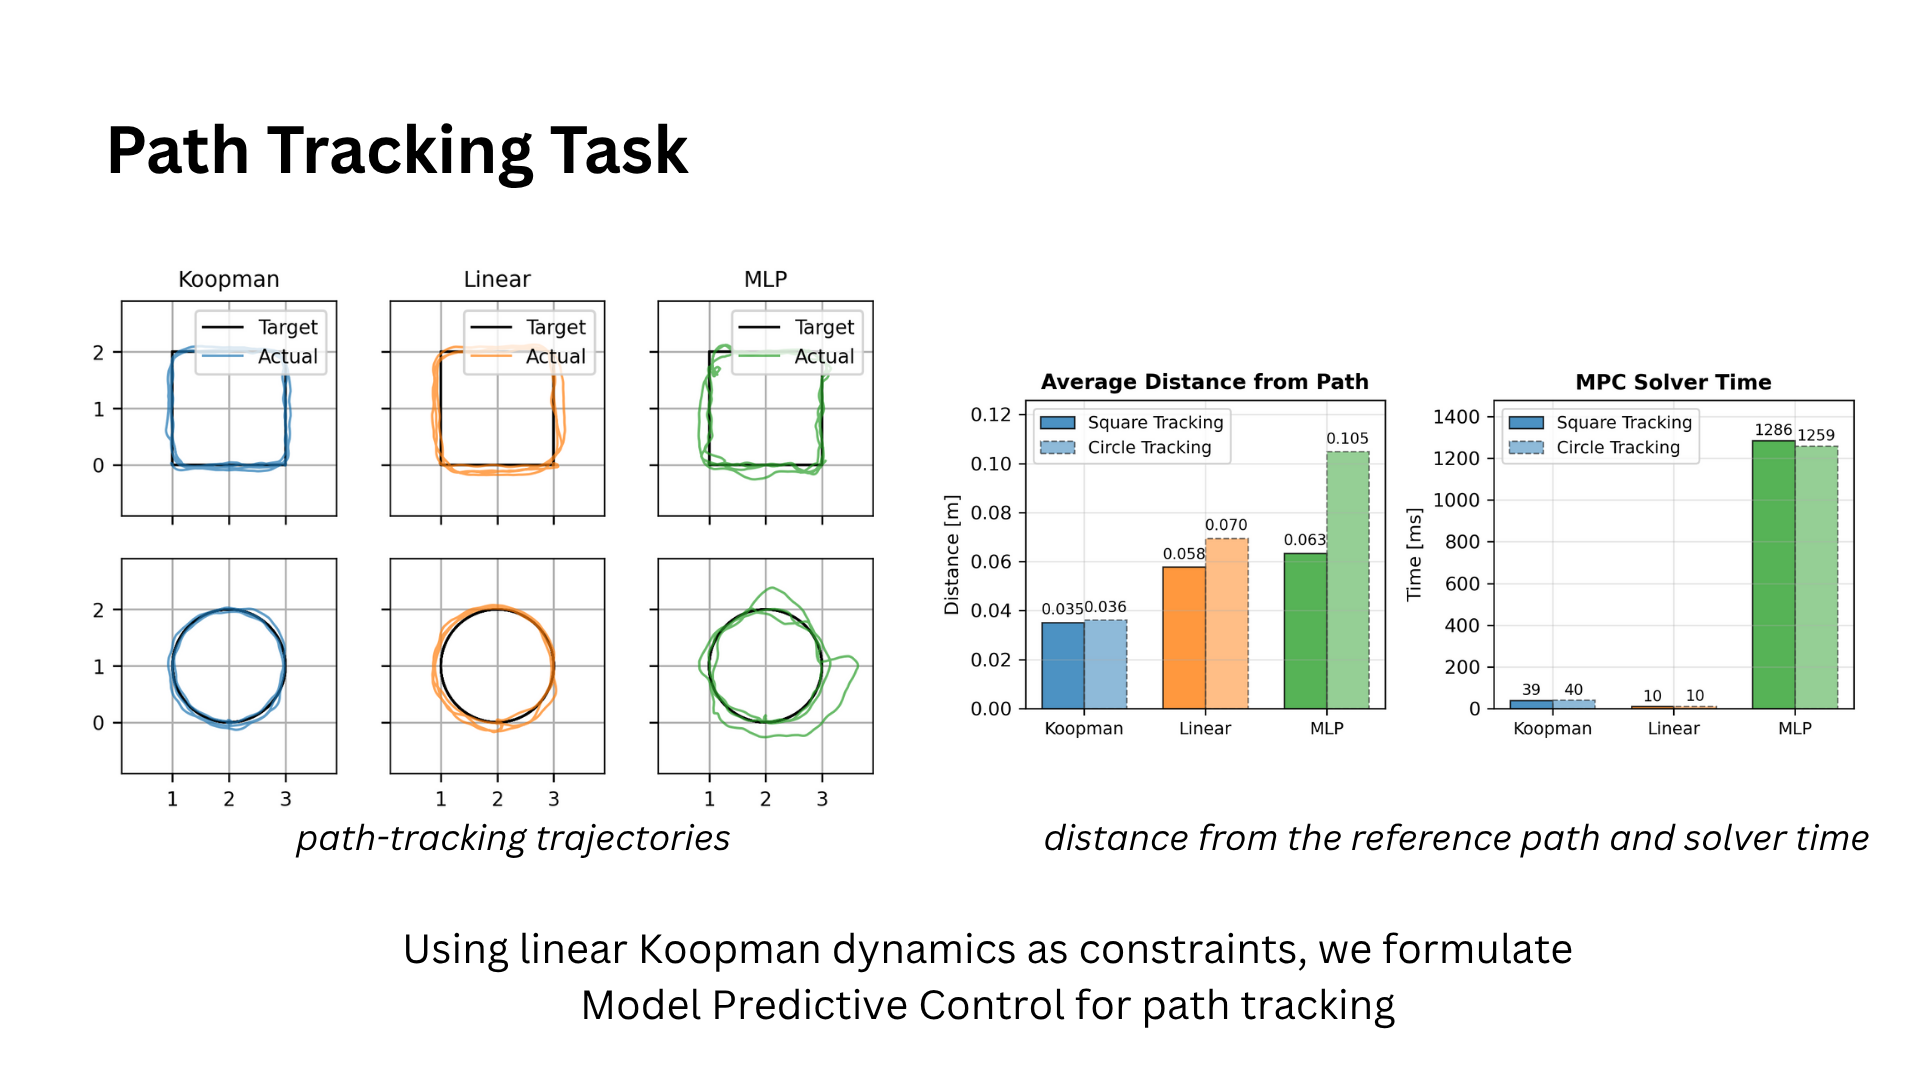 Path Tracking Task
Koopman
Linear
MLP
Target
Actual
Target
Actual
Target
Actual
2
1
0
2
1
0
1 2 3
1 2 3
1 2 3
path-tracking trajectories
Average Distance from Path
Distance [m]
0.12
0.10
0.08
0.06
0.04
0.02
0.00
Square Tracking
Circle Tracking
0.035 0.036
0.058 0.070
0.063 0.105
Koopman Linear MLP
MPC Solver Time
Time [ms]
1400
1200
1000
800
600
400
200
0
Square Tracking
Circle Tracking
39 40
10 10
1286 1259
Koopman Linear MLP
distance from the reference path and solver time
Using linear Koopman dynamics as constraints, we formulate
Model Predictive Control for path tracking